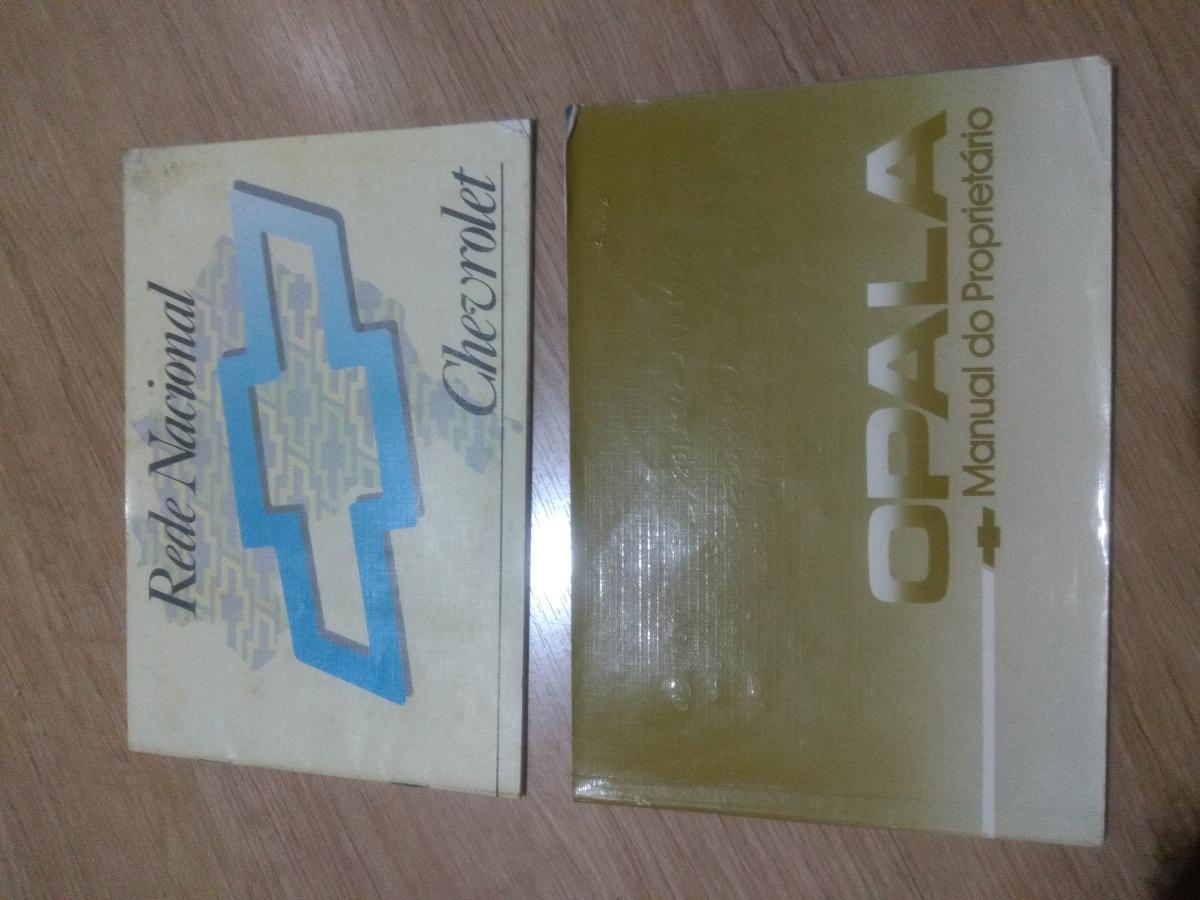 Rede Nacional
Chevrolet
OPALA
Manual do Proprietário